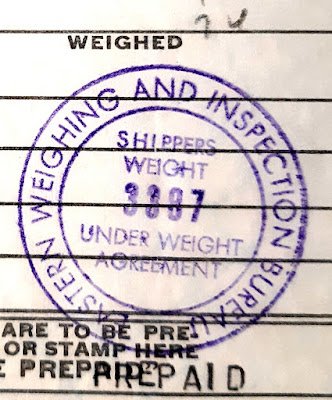 WEIGHED
EASTERN WEIGHING AND INSPECTION BUREAU
SHIPPERS
WEIGHT
3887
UNDER WEIGHT
AGREEMENT
ARE TO BE PRE-
OR STAMP HERE
E PREPAID"
PREPAID